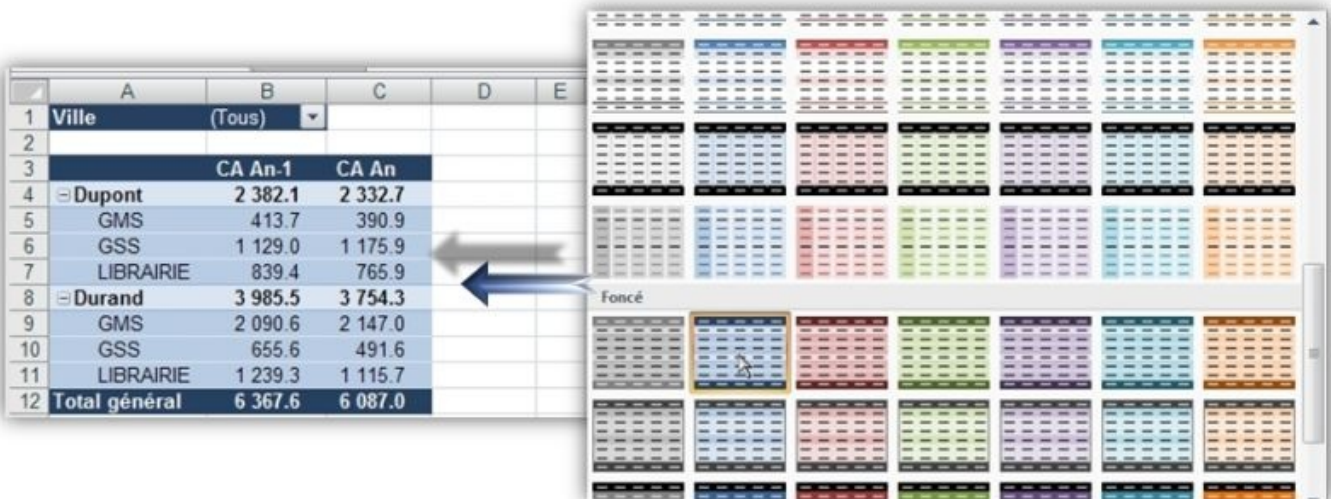 A B C D E
1 Ville (Tous)
2
3 CA An-1 CA An
4 Dupont 2 382.1 2 332.7
5 GMS 413.7 390.9
6 GSS 1 129.0 1 175.9
7 LIBRAIRIE 839.4 765.9
8 Durand 3 985.5 3 754.3
9 GMS 2 090.6 2 147.0
10 GSS 655.6 491.6
11 LIBRAIRIE 1 239.3 1 115.7
12 Total général 6 367.6 6 087.0
Foncé